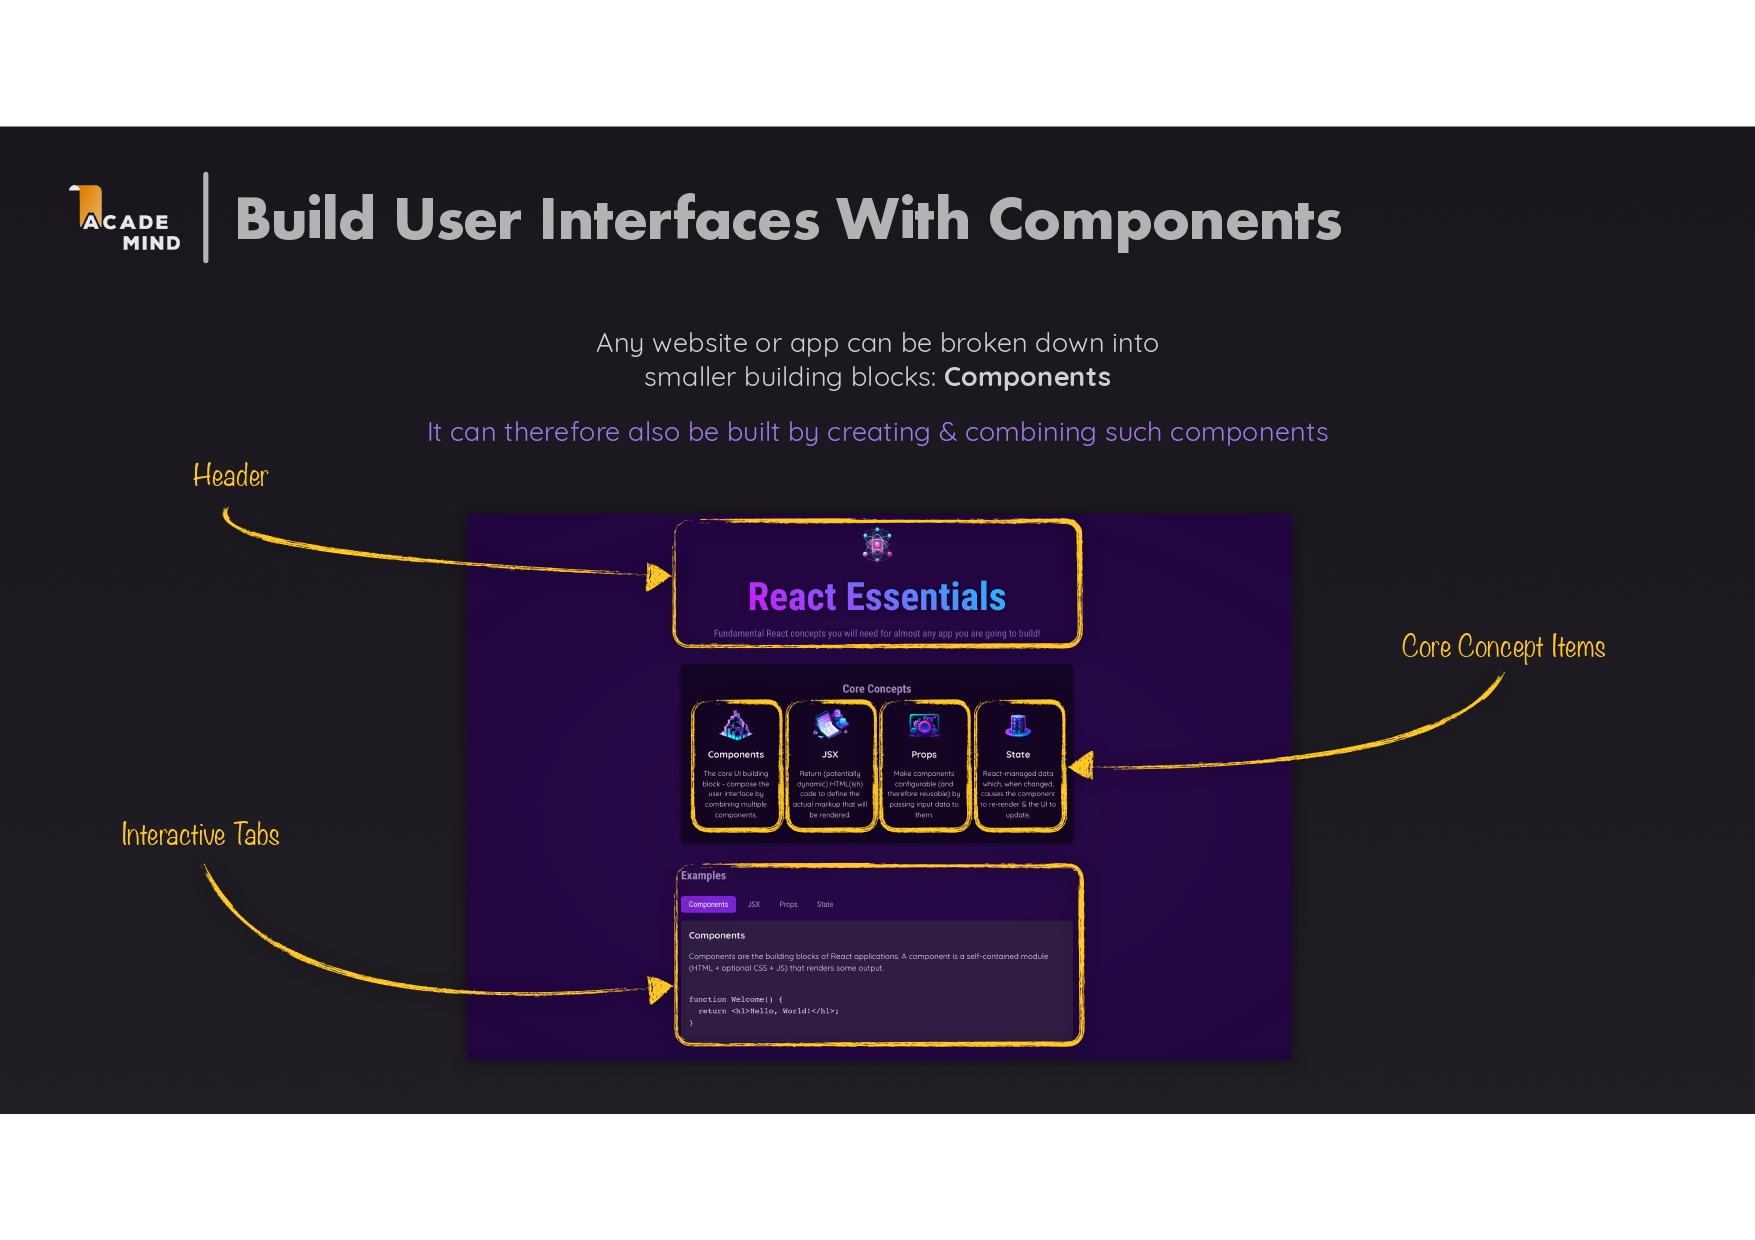 ACADE
MIND
Build User Interfaces With Components
Any website or app can be broken down into
smaller building blocks: Components
It can therefore also be built by creating & combining such components
Header
React Essentials
Fundamental React concepts you will need for almost any app you are going to build!
Core Concept Items
Core Concepts
Components
The core UI building
block – compose the
user interface by
combining multiple
components.
JSX
Return (potentially
dynamic) HTML(ish)
code to define the
actual markup that will
be rendered.
Props
Make components
configurable (and
therefore reusable) by
passing input data to
them.
State
React-managed data
which, when changed,
causes the component
to re-render & the UI to
update.
Interactive Tabs
Examples
Components JSX Props State
Components
Components are the building blocks of React applications. A component is a self-contained module
(HTML + optional CSS + JS) that renders some output.
function Welcome() {
  return <h1>Hello, World!</h1>;
}